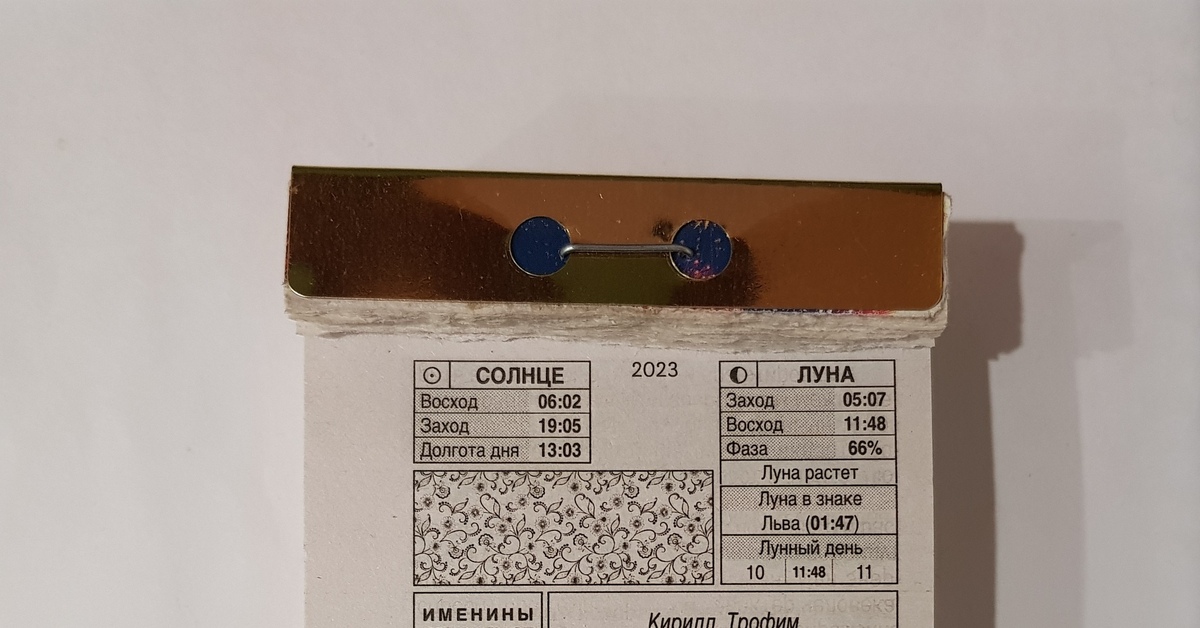 СОЛНЦЕ
Восход 06:02
Заход 19:05
Долгота дня 13:03
2023
ЛУНА
Заход 05:07
Восход 11:48
Фаза 66%
Луна растет
Луна в знаке
Льва (01:47)
Лунный день
10 11:48 11
ИМЕНИНЫ
Кирилл, Трофим